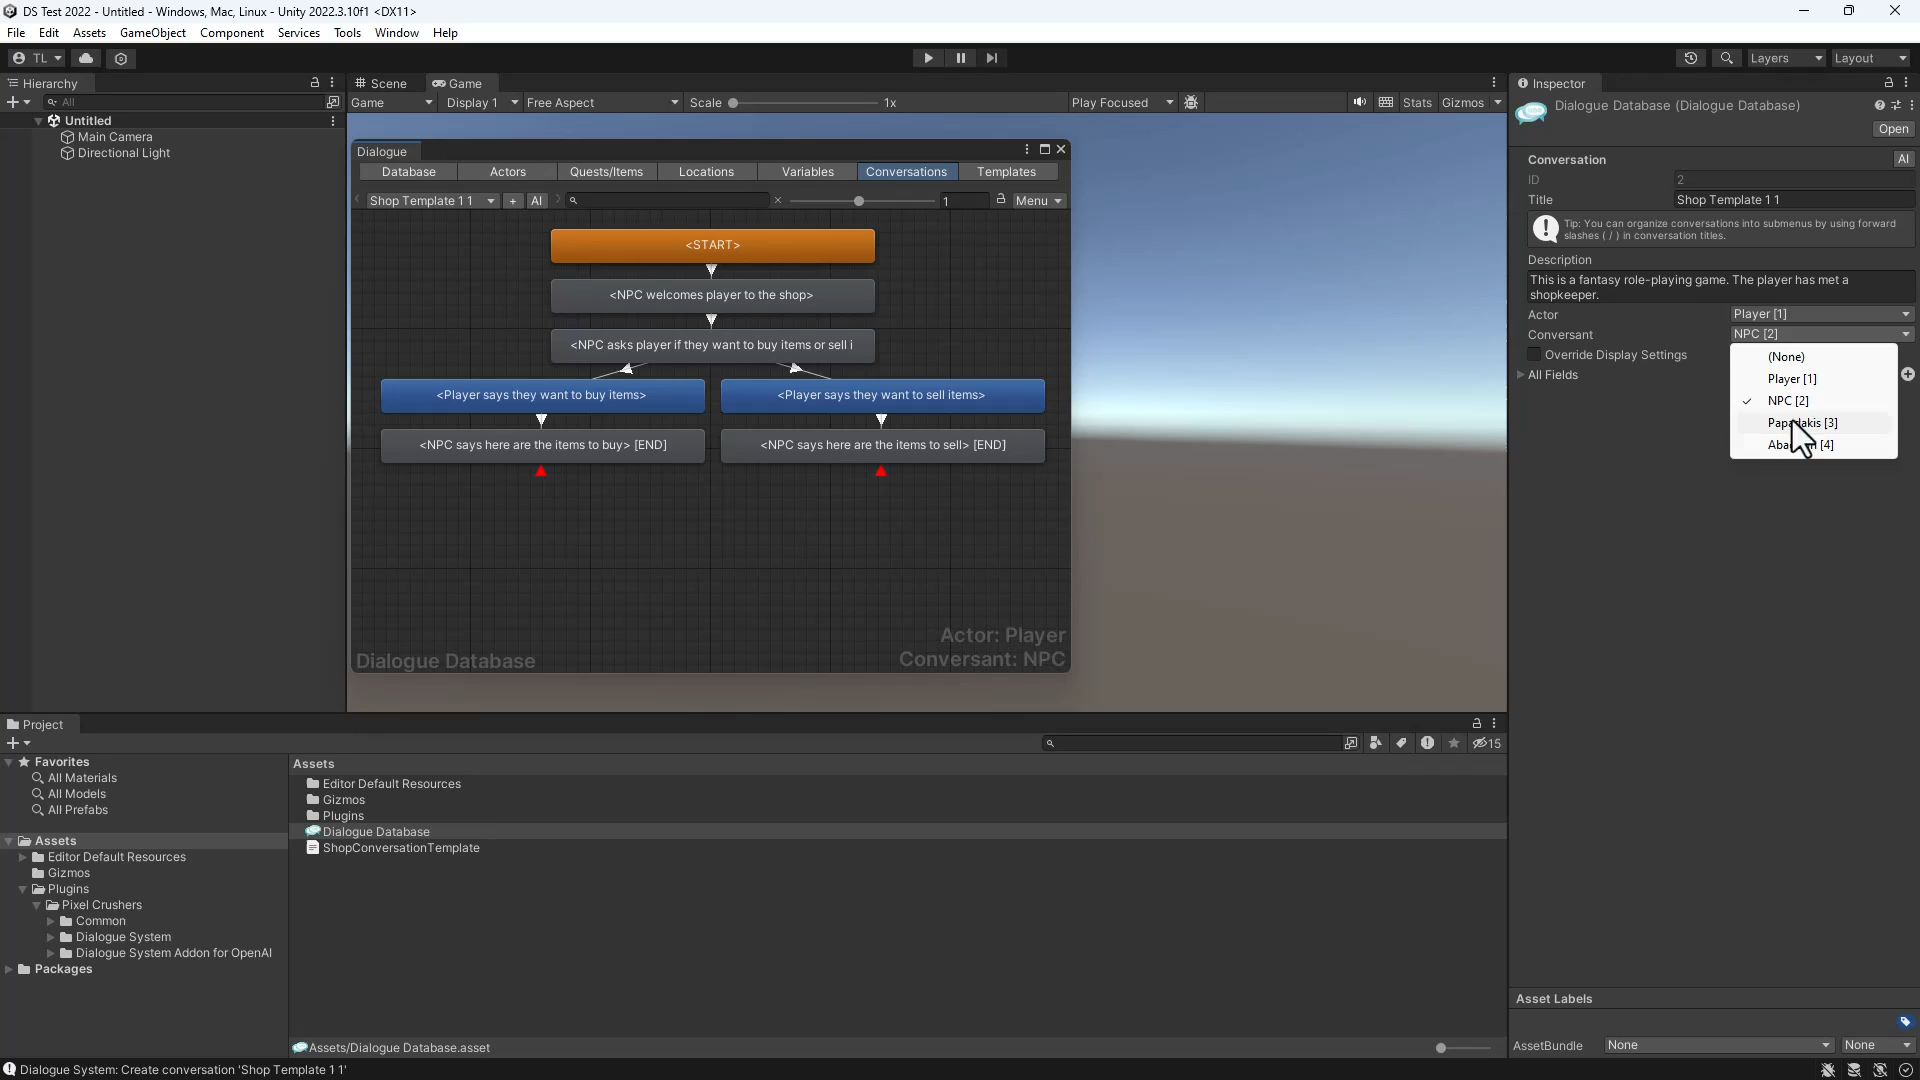 DS Test 2022 - Untitled - Windows, Mac, Linux - Unity 2022.3.10f1 <DX11>
File Edit Assets GameObject Component Services Tools Window Help
TL Layers Layout
Hierarchy
All
Untitled
Main Camera
Directional Light
Scene Game
Game Display 1 Free Aspect Scale 1x Play Focused Stats Gizmos
Dialogue
Database Actors Quests/Items Locations Variables Conversations Templates
Shop Template 1 1 + AI 1 Menu
<START>
<NPC welcomes player to the shop>
<NPC asks player if they want to buy items or sell i
<Player says they want to buy items> <Player says they want to sell items>
<NPC says here are the items to buy> [END] <NPC says here are the items to sell> [END]
Actor: Player
Dialogue Database Conversant: NPC
Inspector
Dialogue Database (Dialogue Database)
Open
Conversation AI
ID 2
Title Shop Template 1 1
Tip: You can organize conversations into submenus by using forward
slashes ( / ) in conversation titles.
Description
This is a fantasy role-playing game. The player has met a
shopkeeper.
Actor Player [1]
Conversant NPC [2]
Override Display Settings
All Fields
(None)
Player [1]
NPC [2]
[3]
[4]
Asset Labels
AssetBundle None None
Project
15
Favorites
All Materials
All Models
All Prefabs
Assets
Editor Default Resources
Gizmos
Plugins
Pixel Crushers
Common
Dialogue System
Dialogue System Addon for OpenAI
Packages
Assets
Editor Default Resources
Gizmos
Plugins
Dialogue Database
ShopConversationTemplate
Assets/Dialogue Database.asset
Dialogue System: Create conversation 'Shop Template 1 1'